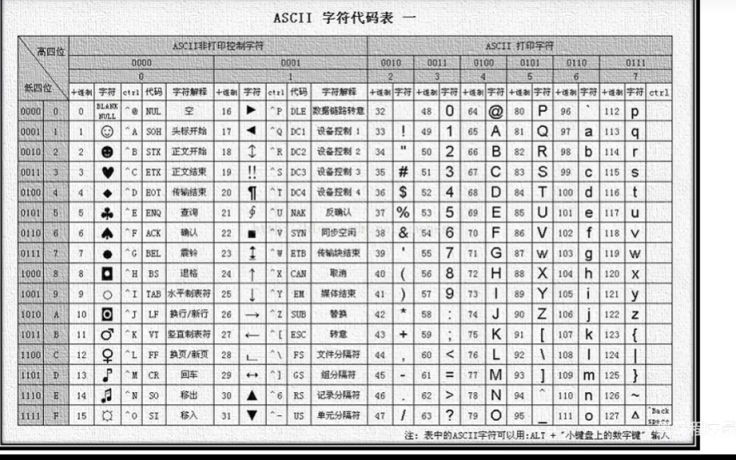 ASCII 字符代码表 一
高四位 ASCII非打印控制字符 ASCII 打印字符
0000 0001 0010 0011 0100 0101 0110 0111
0 1 2 3 4 5 6 7
低四位 十进制 字符 ctrl 代码 字符解释 十进制 字符 ctrl 代码 字符解释 十进制 字符 十进制 字符 十进制 字符 十进制 字符 十进制 字符 十进制 字符 ctrl
0000 0 0 BLANK NULL ^@ NUL 空 16 ► ^P DLE 数据链路转意 32 48 0 64 @ 80 P 96 ` 112 p
0001 1 1 ☺ ^A SOH 头标开始 17 ◄ ^Q DC1 设备控制 1 33 ! 49 1 65 A 81 Q 97 a 113 q
0010 2 2 ☻ ^B STX 正文开始 18 ↕ ^R DC2 设备控制 2 34 " 50 2 66 B 82 R 98 b 114 r
0011 3 3 ♥ ^C ETX 正文结束 19 ‼ ^S DC3 设备控制 3 35 # 51 3 67 C 83 S 99 c 115 s
0100 4 4 ♦ ^D EOT 传输结束 20 ¶ ^T DC4 设备控制 4 36 $ 52 4 68 D 84 T 100 d 116 t
0101 5 5 ♣ ^E ENQ 查询 21 ∮ ^U NAK 反确认 37 % 53 5 69 E 85 U 101 e 117 u
0110 6 6 ♠ ^F ACK 确认 22 ■ ^V SYN 同步空闲 38 & 54 6 70 F 86 V 102 f 118 v
0111 7 7 ● ^G BEL 震铃 23 ↨ ^W ETB 传输块结束 39 ' 55 7 71 G 87 w 103 g 119 w
1000 8 8 ◘ ^H BS 退格 24 ↑ ^X CAN 取消 40 ( 56 8 72 H 88 X 104 h 120 x
1001 9 9 ○ ^I TAB 水平制表符 25 ↓ ^Y EM 媒体结束 41 ) 57 9 73 I 89 Y 105 i 121 y
1010 A 10 ◙ ^J LF 换行/新行 26 → ^Z SUB 替换 42 * 58 : 74 J 90 Z 106 j 122 z
1011 B 11 ♂ ^K VT 竖直制表符 27 ← ^[ ESC 转意 43 + 59 ; 75 K 91 [ 107 k 123 {
1100 C 12 ♀ ^L FF 换页/新页 28 ∟ ^\ FS 文件分隔符 44 , 60 < 76 L 92 \ 108 l 124 |
1101 D 13 ♪ ^M CR 回车 29 ↔ ^] GS 组分隔符 45 - 61 = 77 M 93 ] 109 m 125 }
1110 E 14 ♫ ^N SO 移出 30 ▲ ^6 RS 记录分隔符 46 . 62 > 78 N 94 ^ 110 n 126 ~
1111 F 15 ☼ ^O SI 移入 31 ▼ ^- US 单元分隔符 47 / 63 ? 79 O 95 _ 111 o 127 Δ ^Back space
注: 表中的ASCII字符可以用:ALT + "小键盘上的数字键" 输入